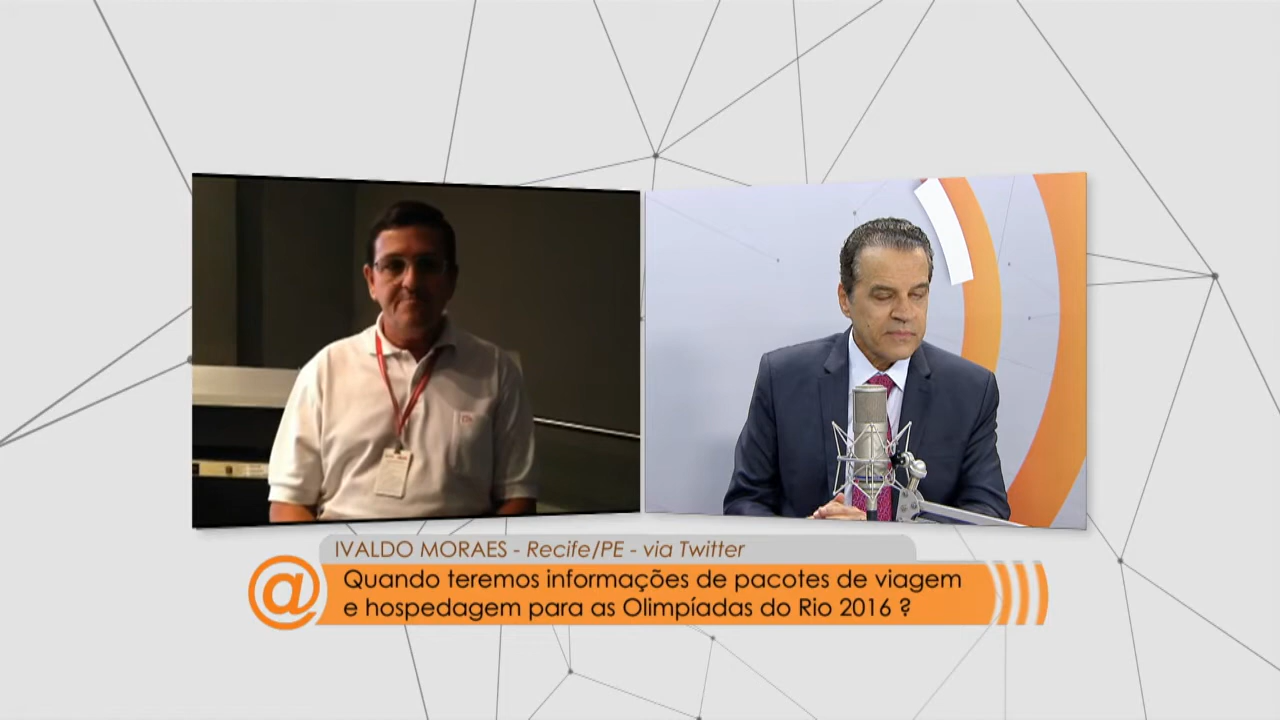 IVALDO MORAES - Recife/PE - via Twitter
@ Quando teremos informações de pacotes de viagem
e hospedagem para as Olimpíadas do Rio 2016 ?